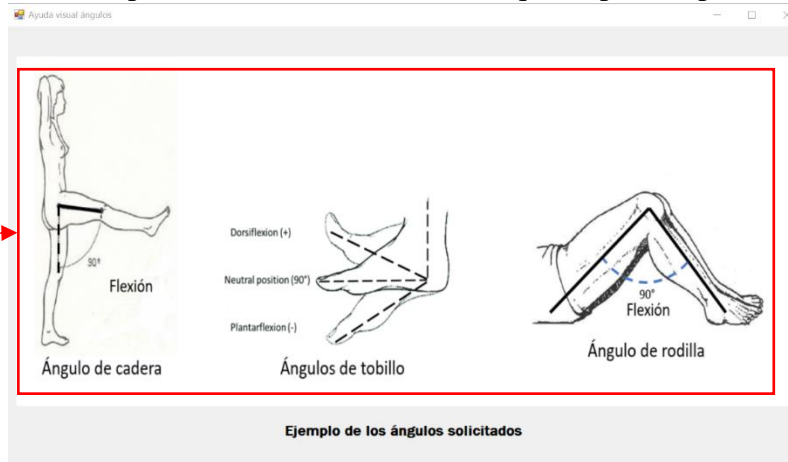 Ayuda visual ángulos
90°
Flexión
Ángulo de cadera
Dorsiflexion (+)
Neutral position (90°)
Plantarflexion (-)
Ángulos de tobillo
90°
Flexión
Ángulo de rodilla
Ejemplo de los ángulos solicitados